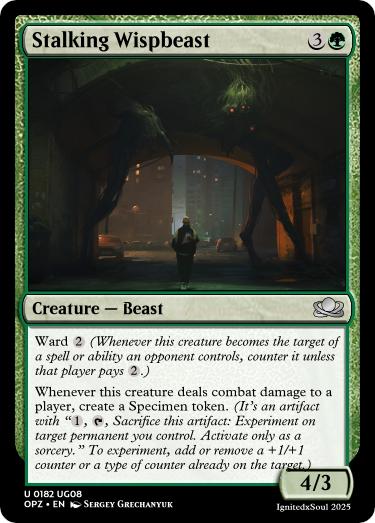 Stalking Wispbeast 3
Creature — Beast
Ward 2 (Whenever this creature becomes the target
of a spell or ability an opponent controls, counter it unless
that player pays 2.)
Whenever this creature deals combat damage to a
player, create a Specimen token. (It's an artifact
with “1, , Sacrifice this artifact: Experiment on
target permanent you control. Activate only as a
sorcery.” To experiment, add or remove a +1/+1
counter or a type of counter already on the target.)
4/3
U 0182 UG08
OPZ • EN Sergey Grechanyuk
IgnitedxSoul 2025